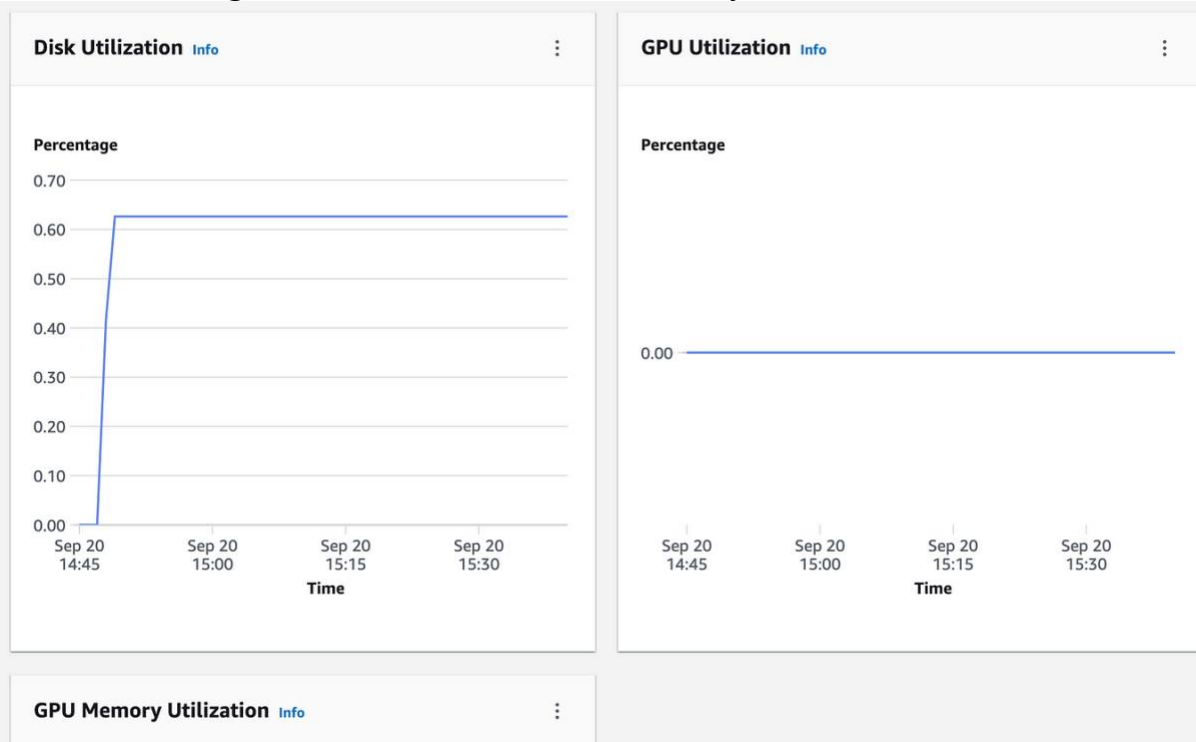 Disk Utilization Info
Percentage
0.70
0.60
0.50
0.40
0.30
0.20
0.10
0.00
Sep 20 Sep 20 Sep 20 Sep 20
14:45 15:00 15:15 15:30
Time
GPU Utilization Info
Percentage
0.00
Sep 20 Sep 20 Sep 20 Sep 20
14:45 15:00 15:15 15:30
Time
GPU Memory Utilization Info